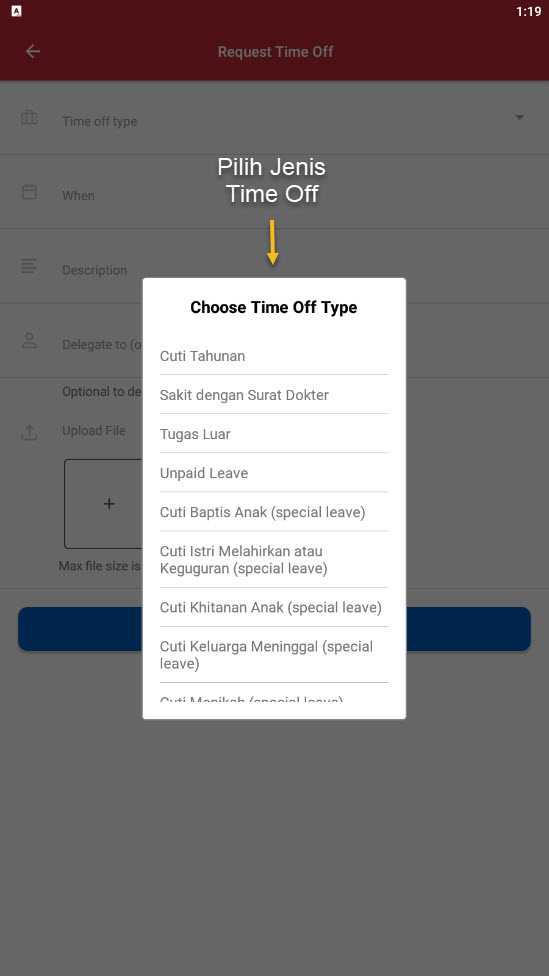 1:19
Request Time Off
Time off type
Pilih Jenis
Time Off
When
Description
Choose Time Off Type
Delegate to (o
Cuti Tahunan
Optional to de
Sakit dengan Surat Dokter
Upload File
Tugas Luar
Unpaid Leave
+
Cuti Baptis Anak (special leave)
Cuti Istri Melahirkan atau
Keguguran (special leave)
Max file size is
Cuti Khitanan Anak (special leave)
Cuti Keluarga Meninggal (special
leave)
Cuti Menikah (special leave)